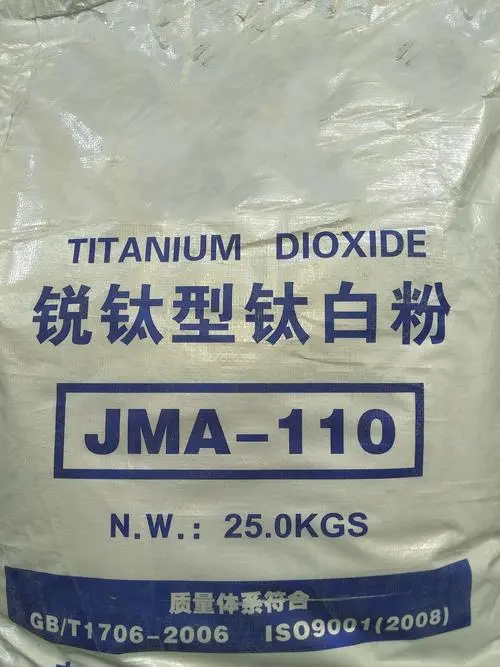 TITANIUM DIOXIDE
锐钛型钛白粉
JMA-110
N.W.: 25.0KGS
质量体系符合
GB/T1706-2006 ISO9001(2008)